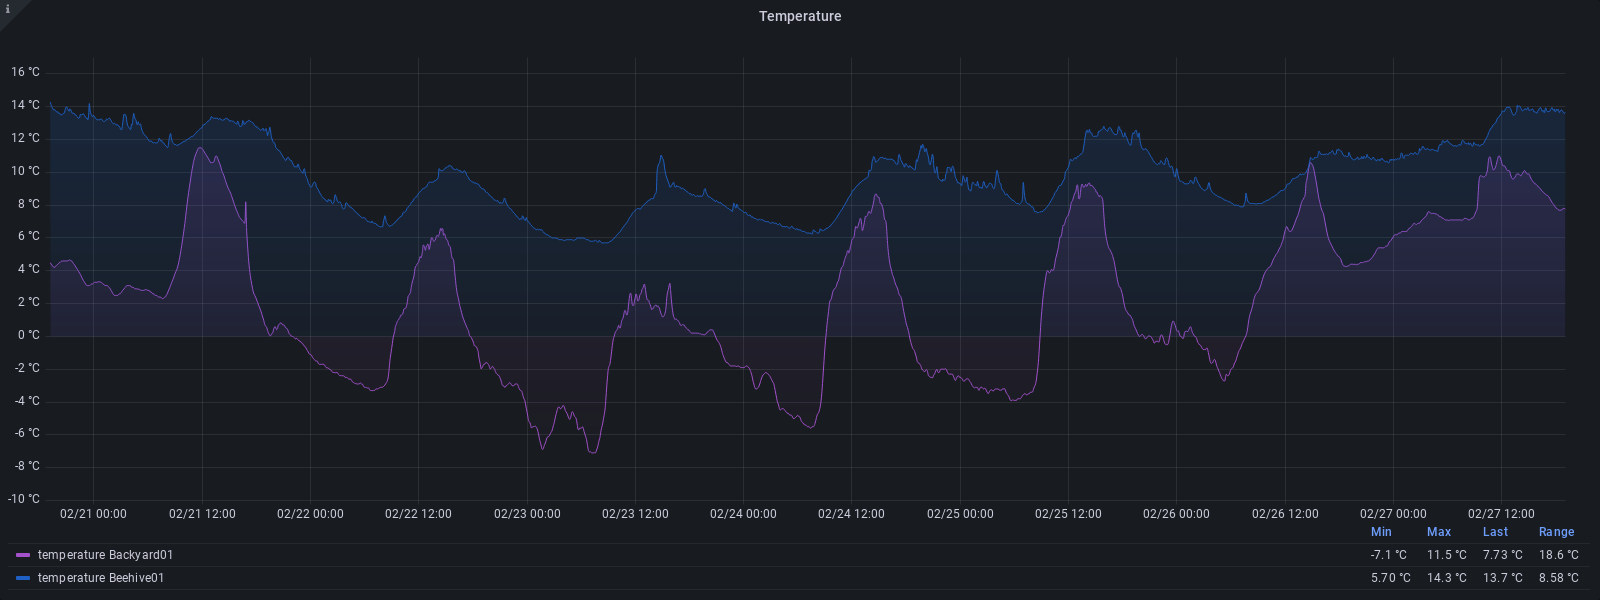 i
Temperature
16 °C
14 °C
12 °C
10 °C
8 °C
6 °C
4 °C
2 °C
0 °C
-2 °C
-4 °C
-6 °C
-8 °C
-10 °C
02/21 00:00 02/21 12:00 02/22 00:00 02/22 12:00 02/23 00:00 02/23 12:00 02/24 00:00 02/24 12:00 02/25 00:00 02/25 12:00 02/26 00:00 02/26 12:00 02/27 00:00 02/27 12:00
Min Max Last Range
temperature Backyard01 -7.1 °C 11.5 °C 7.73 °C 18.6 °C
temperature Beehive01 5.70 °C 14.3 °C 13.7 °C 8.58 °C